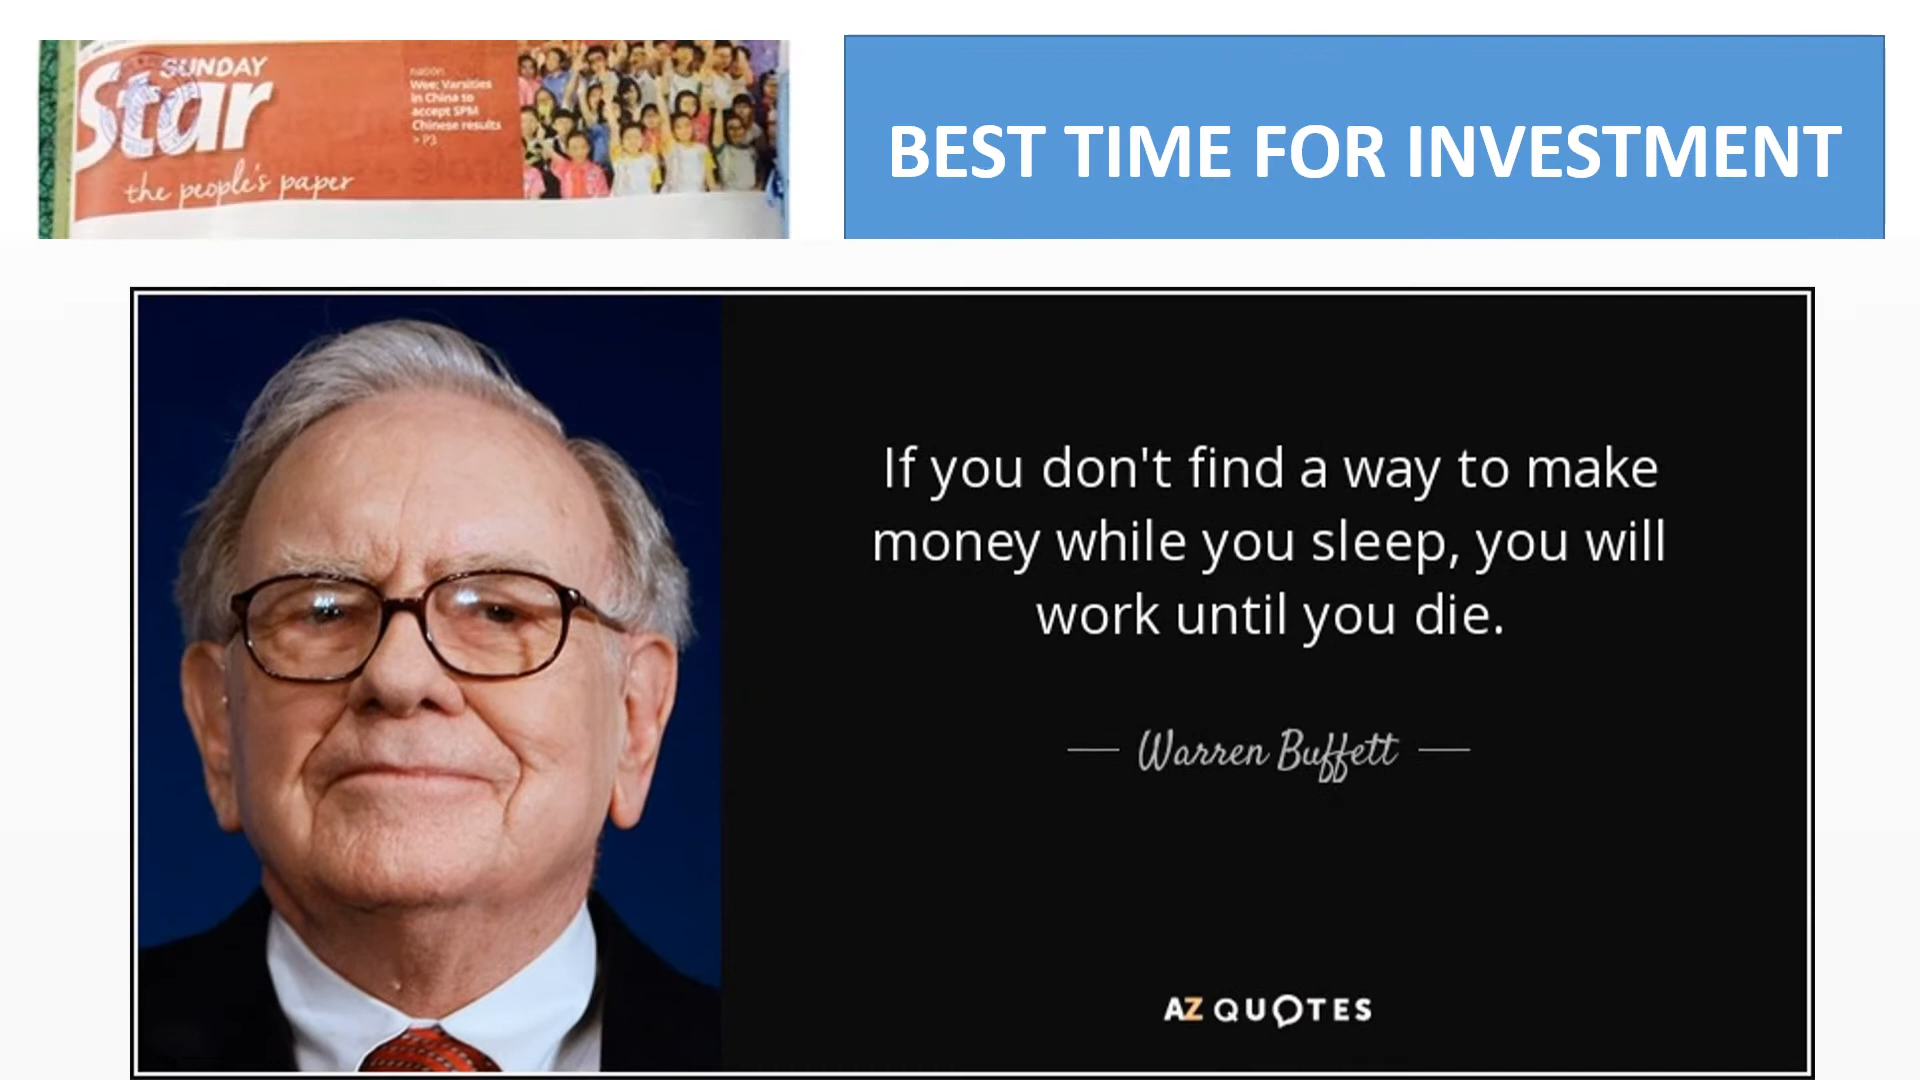 SUNDAY
Star
the people's paper
nation
Wee: Varsities
in China to
accept SPM
Chinese results
> P3
BEST TIME FOR INVESTMENT
If you don't find a way to make
money while you sleep, you will
work until you die.
Warren Buffett
AZ QUOTES